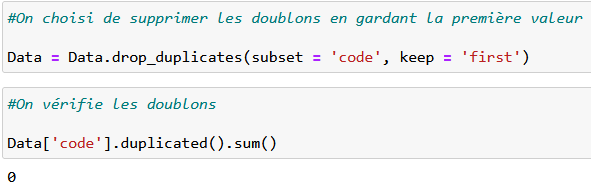 #On choisi de supprimer les doublons en gardant la première valeur
Data = Data.drop_duplicates(subset = 'code', keep = 'first')
#On vérifie les doublons
Data['code'].duplicated().sum()
0